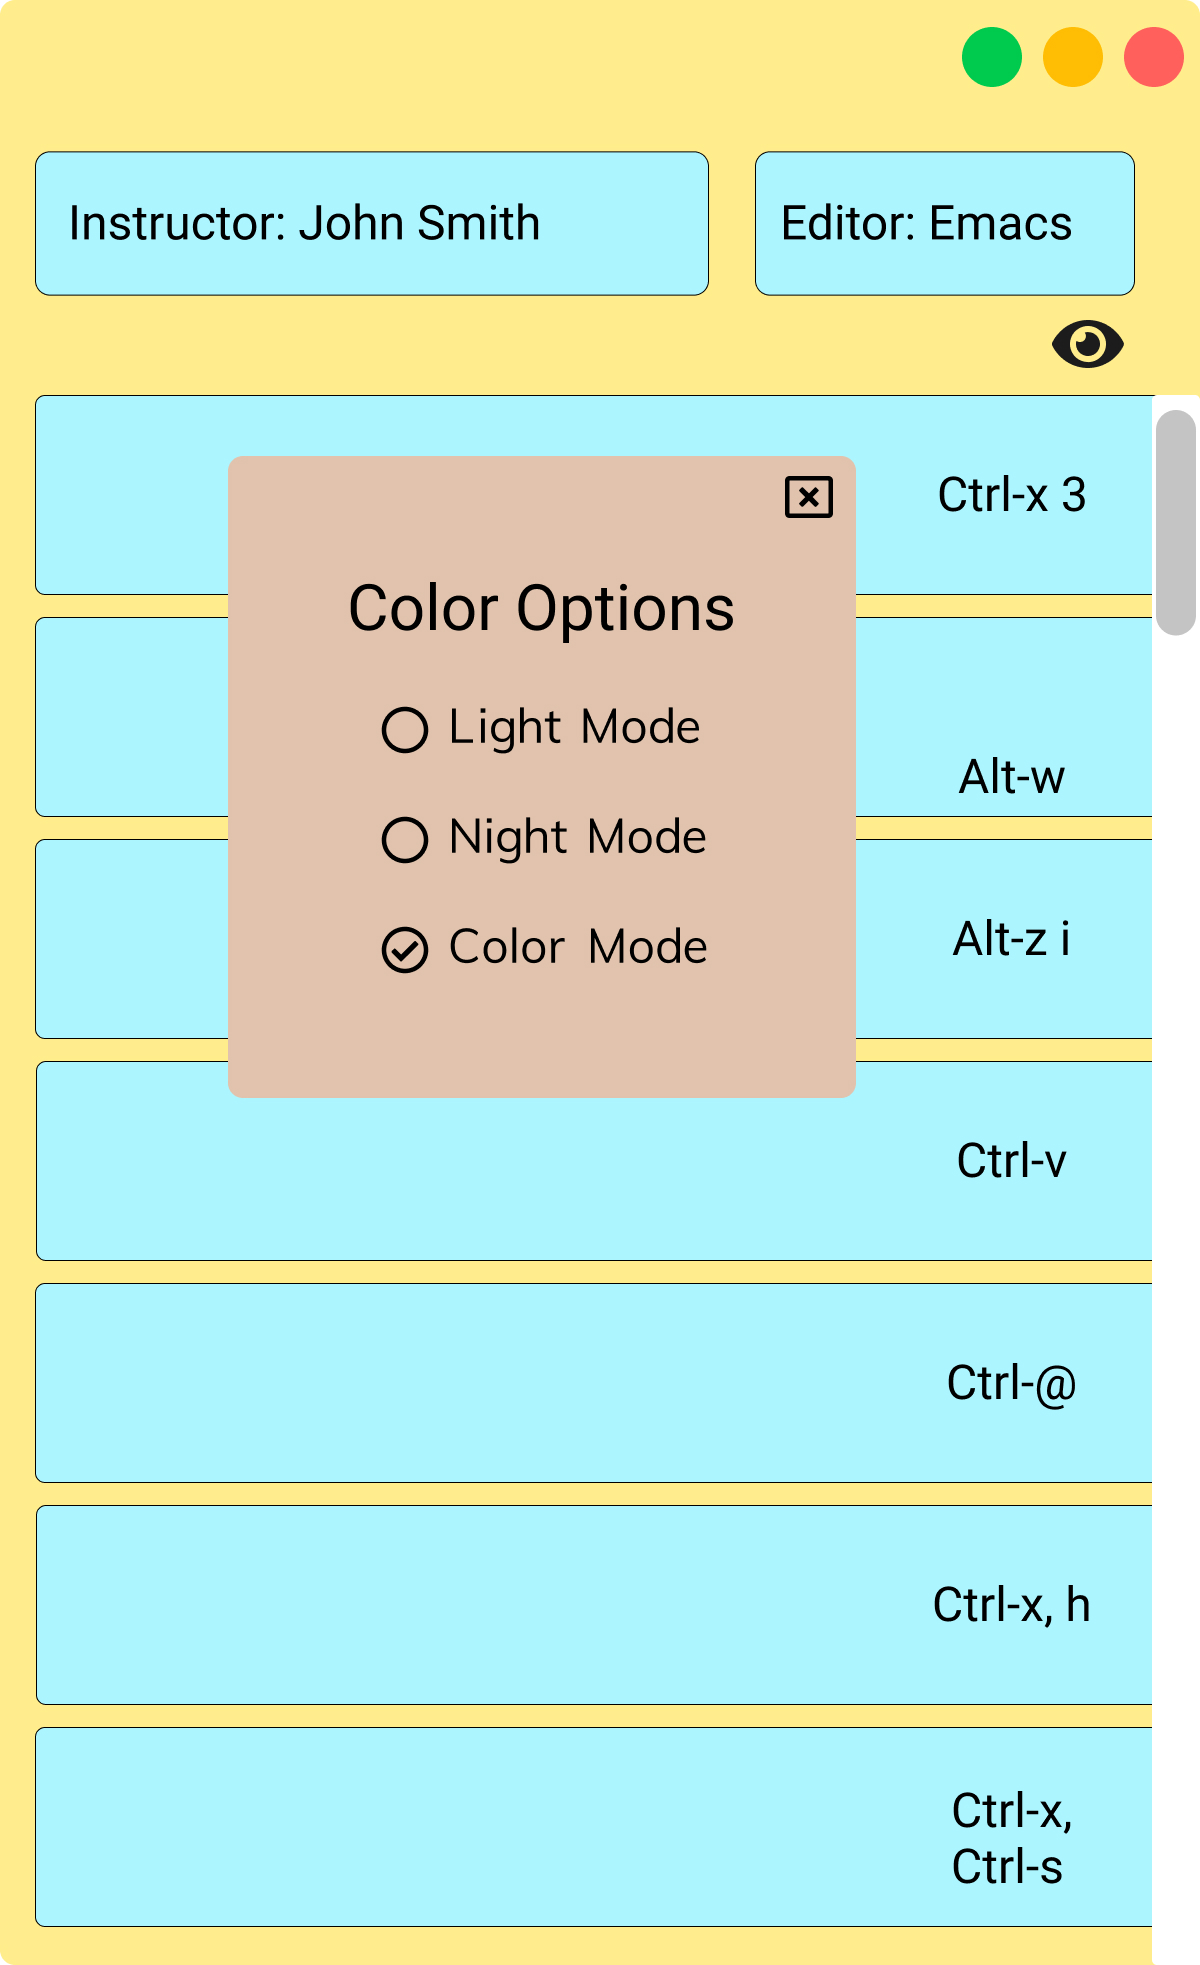 Instructor: John Smith
Editor: Emacs
Ctrl-x 3
Color Options
Light Mode
Night Mode
Color Mode
Alt-w
Alt-z i
Ctrl-v
Ctrl-@
Ctrl-x, h
Ctrl-x,
Ctrl-s